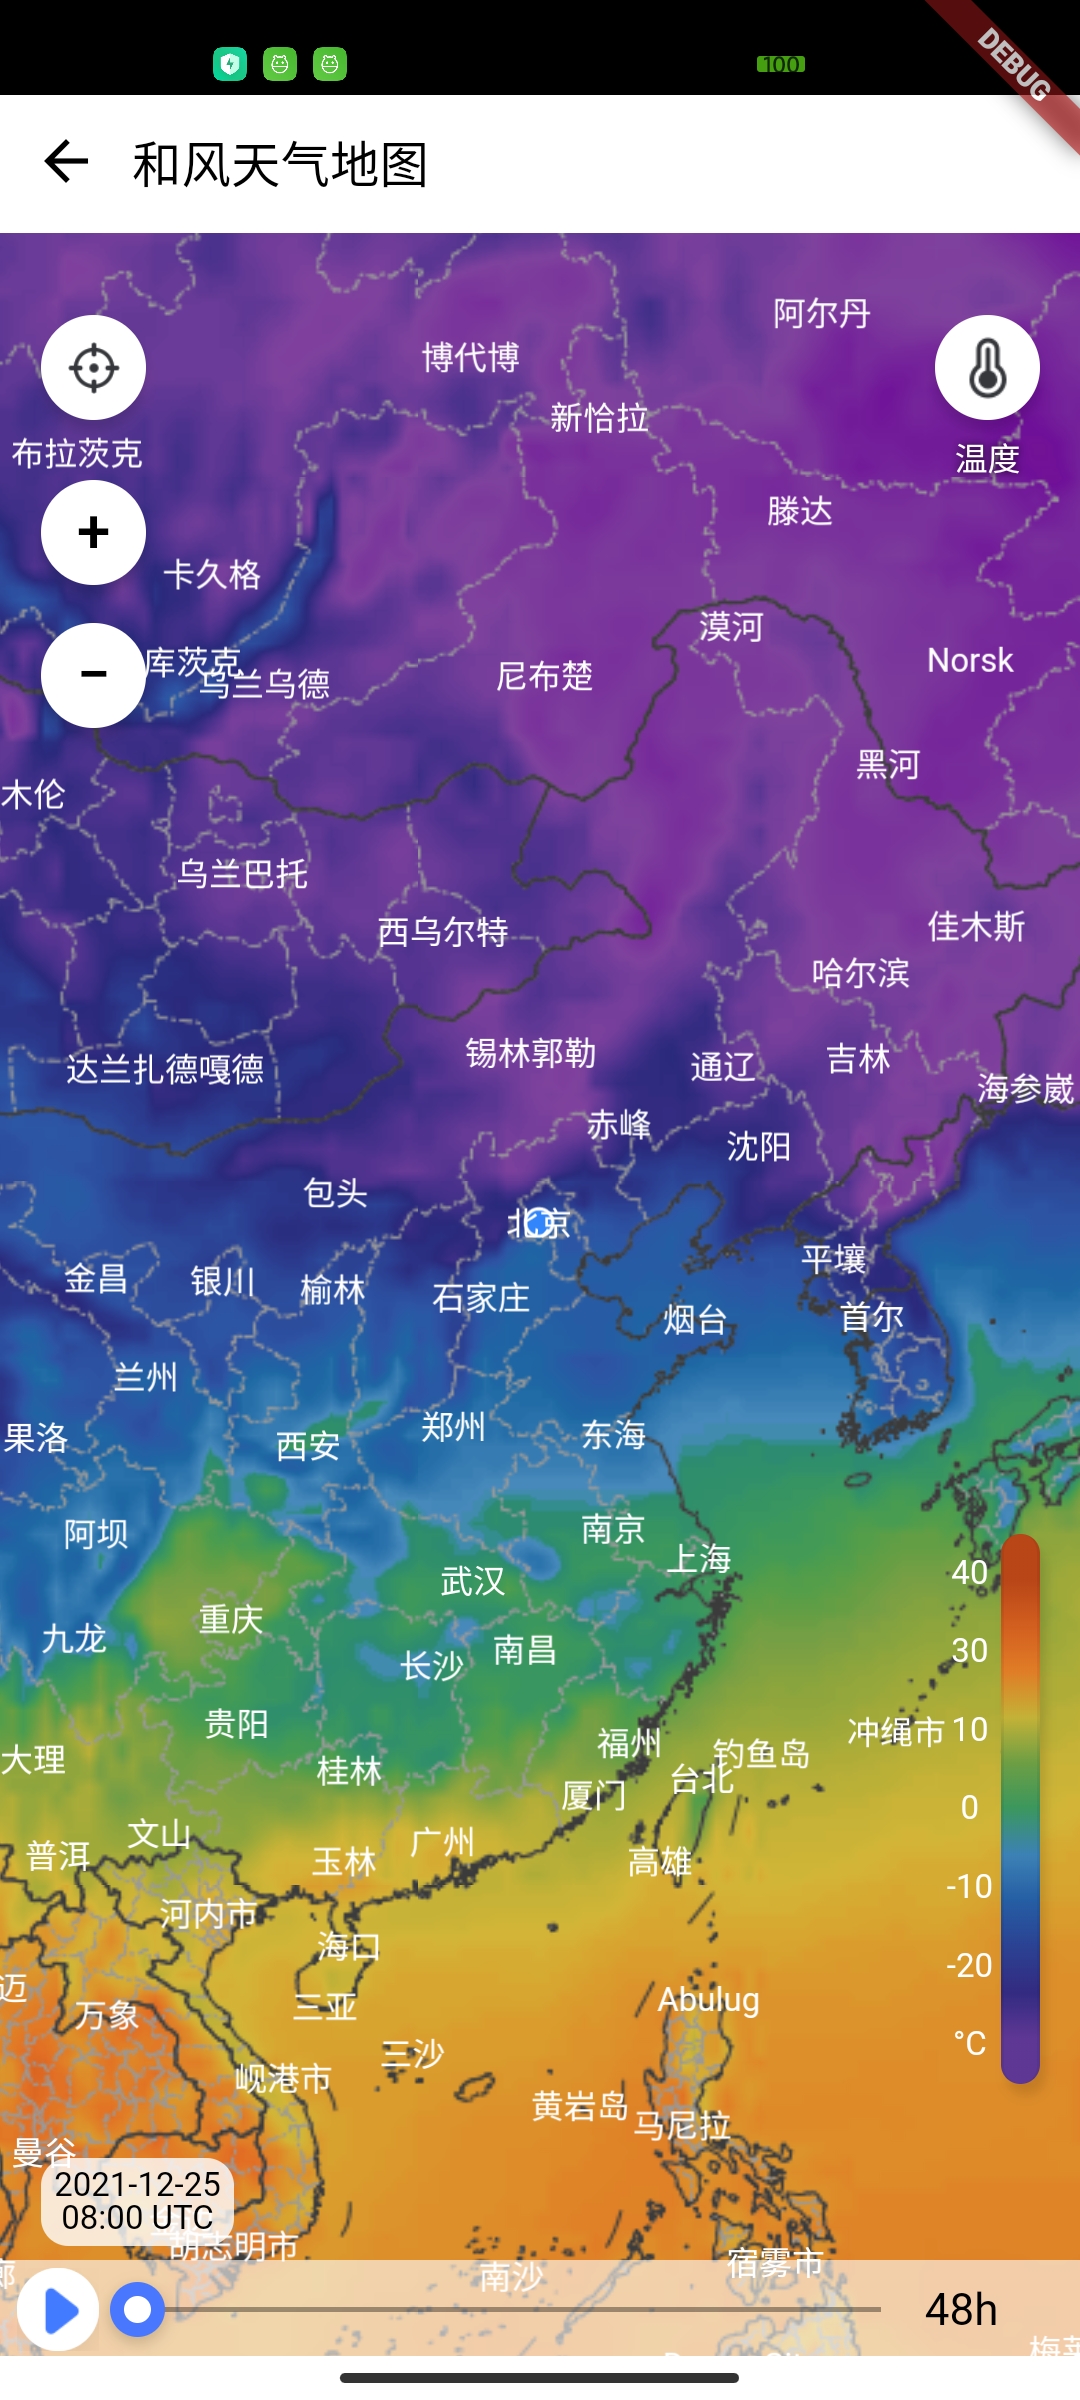 100
DEBUG
和风天气地图
阿尔丹
博代博
新恰拉
布拉茨克
温度
滕达
卡久格
漠河
库茨克
乌兰乌德
尼布楚
Norsk
黑河
木伦
乌兰巴托
西乌尔特
佳木斯
哈尔滨
锡林郭勒
通辽
吉林
达兰扎德嘎德
海参崴
赤峰
沈阳
包头
北京
平壤
金昌
银川
榆林
石家庄
烟台
首尔
兰州
果洛
西安
郑州
东海
阿坝
南京
上海
40
武汉
重庆
九龙
长沙
南昌
30
贵阳
福州
钓鱼岛
冲绳市
10
大理
桂林
厦门
台北
0
普洱
文山
玉林
广州
高雄
-10
河内市
海口
-20
迈
万象
三亚
Abulug
°C
三沙
岘港市
黄岩岛
马尼拉
曼谷
2021-12-25
08:00 UTC
胡志明市
宿雾市
南沙
48h